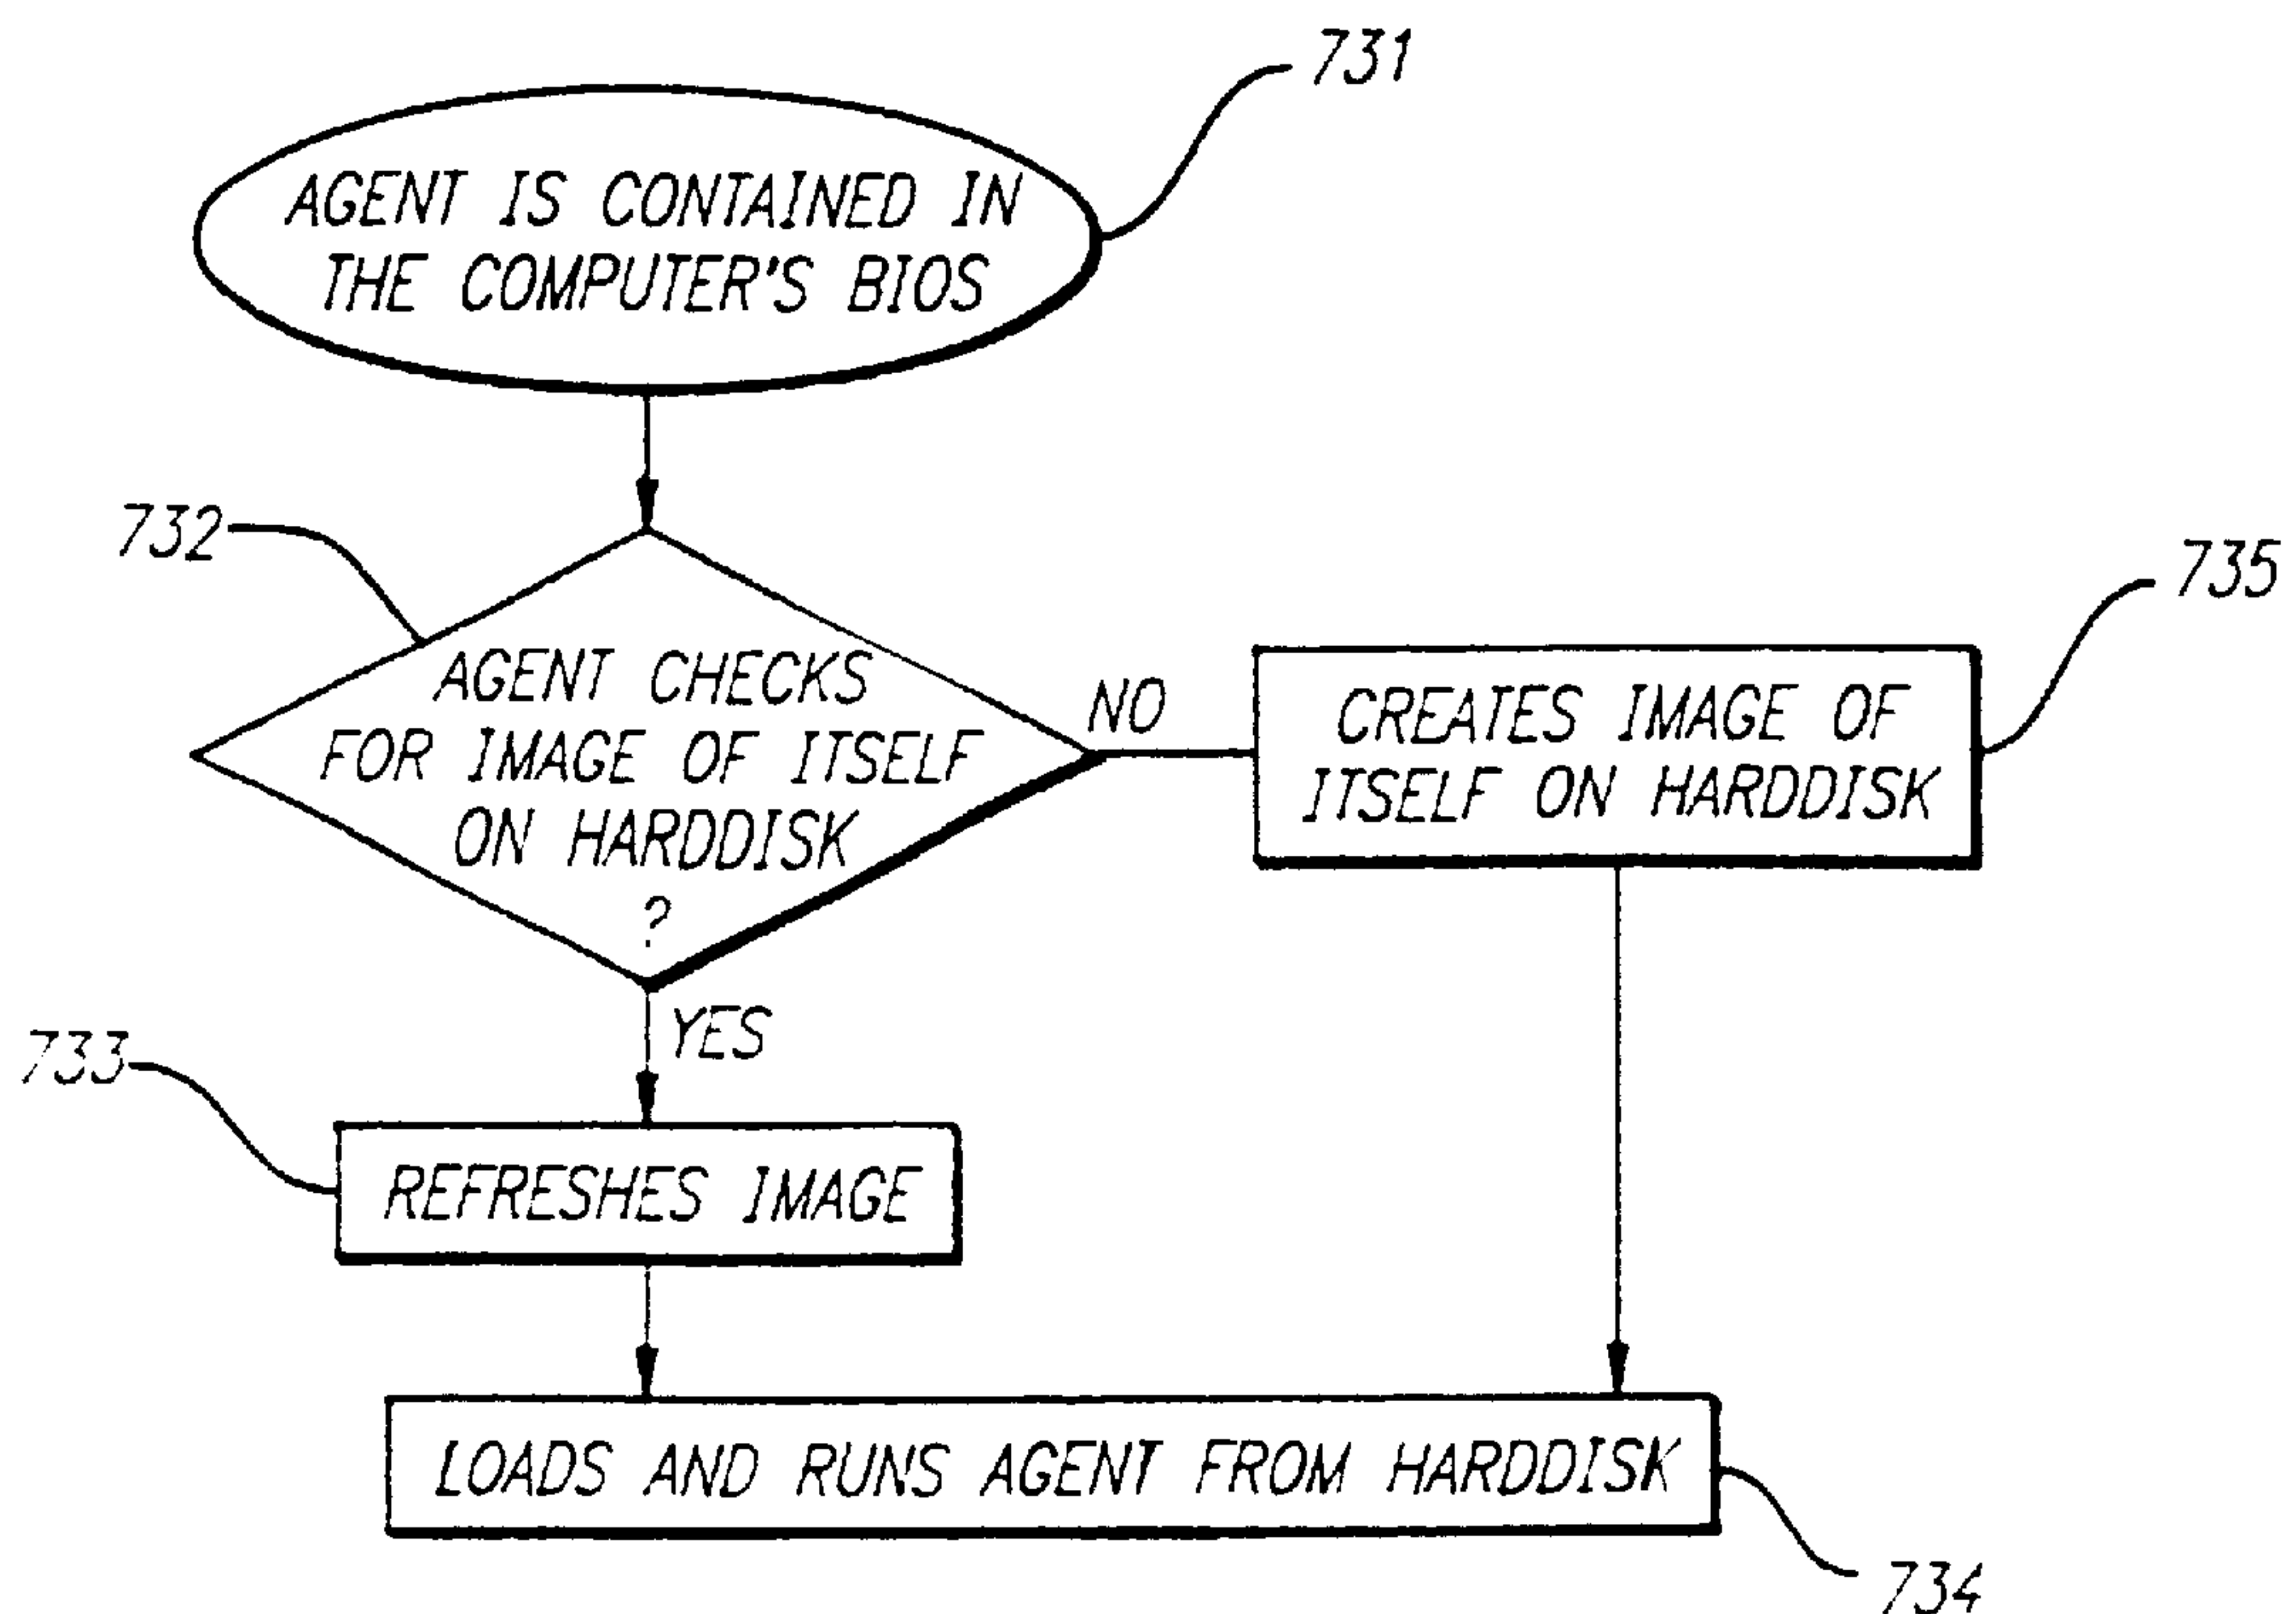 731
AGENT IS CONTAINED IN
THE COMPUTER'S BIOS
732
AGENT CHECKS
FOR IMAGE OF ITSELF
ON HARDDISK
?
NO
735
CREATES IMAGE OF
ITSELF ON HARDDISK
YES
733
REFRESHES IMAGE
LOADS AND RUNS AGENT FROM HARDDISK
734